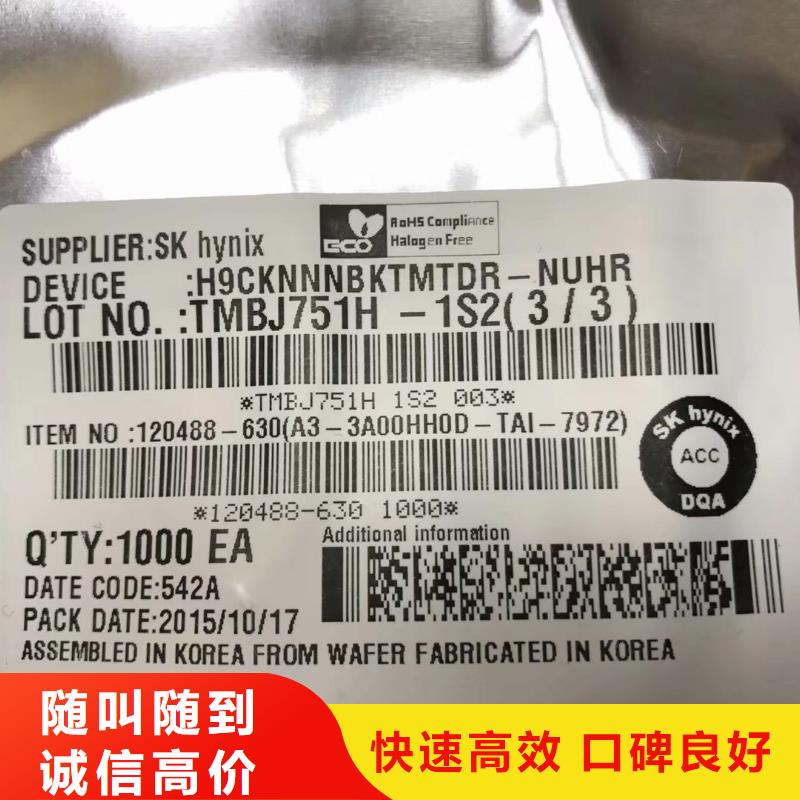 ECO
RoHS Compliance
Halogen Free
SUPPLIER:SK hynix
DEVICE :H9CKNNNBKTMTDR-NUHR
LOT NO. :TMBJ751H -1S2(3/3)
*TMBJ751H 1S2 003*
ITEM NO :120488-630(A3-3A00HH0D-TAI-7972)
*120488-630 1000*
SK hynix
ACC
DQA
Q'TY:1000 EA
Additional information
DATE CODE:542A
PACK DATE:2015/10/17
ASSEMBLED IN KOREA FROM WAFER FABRICATED IN KOREA
随叫随到
诚信高价
快速高效 口碑良好